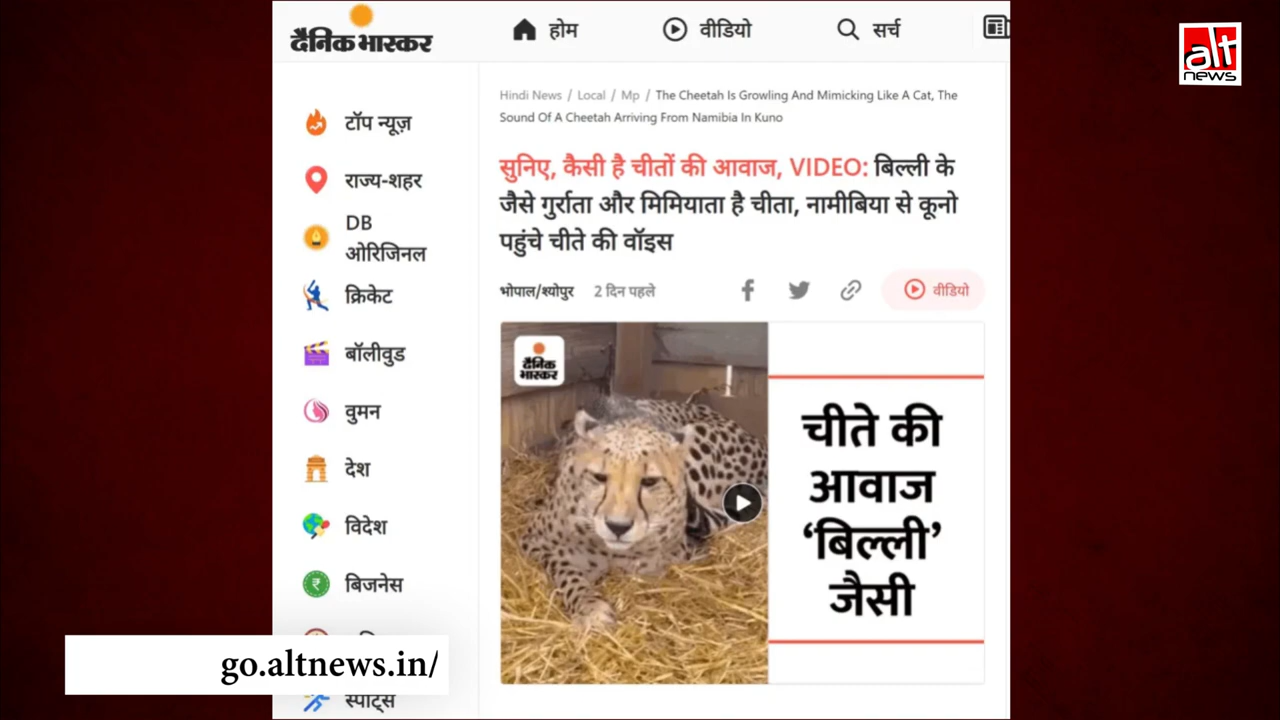 दैनिक भास्कर
होम
वीडियो
सर्च
alt
news
Hindi News / Local / Mp / The Cheetah Is Growling And Mimicking Like A Cat, The
Sound Of A Cheetah Arriving From Namibia In Kuno
टॉप न्यूज़
राज्य-शहर
DB
ओरिजिनल
क्रिकेट
बॉलीवुड
वुमन
देश
विदेश
बिजनेस
स्पोर्ट्स
सुनिए, कैसी है चीतों की आवाज, VIDEO: बिल्ली के
जैसे गुर्राता और मिमियाता है चीता, नामीबिया से कूनो
पहुंचे चीते की वॉइस
भोपाल/श्योपुर 2 दिन पहले
वीडियो
दैनिक
भास्कर
चीते की
आवाज
‘बिल्ली’
जैसी
go.altnews.in/